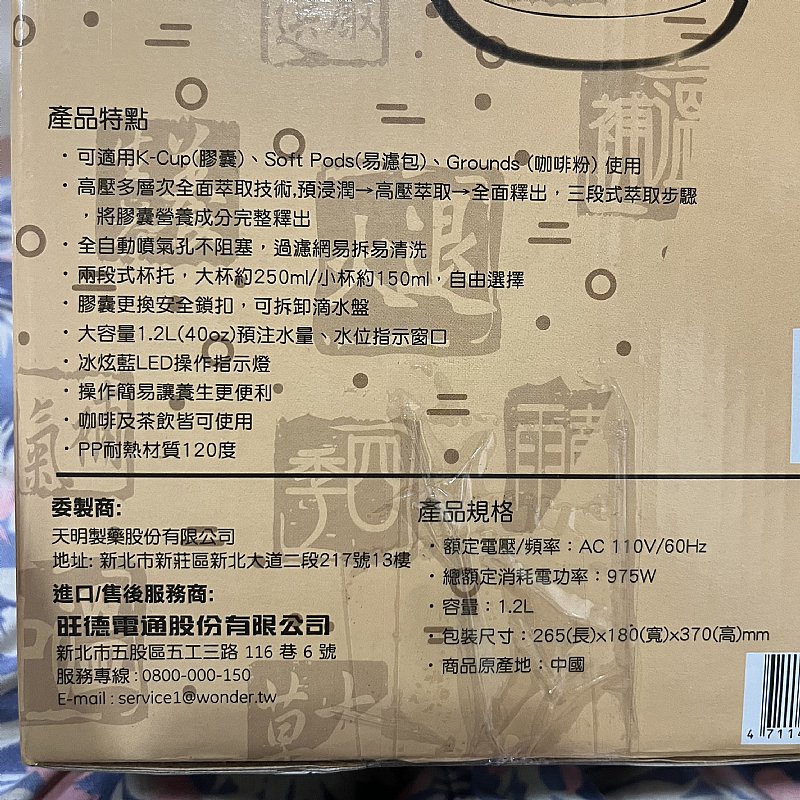 產品特點
・可適用K-Cup(膠囊)、Soft Pods(易濾包)、Grounds (咖啡粉) 使用
・高壓多層次全面萃取技術,預浸潤→高壓萃取→全面釋出，三段式萃取步驟
，將膠囊營養成分完整釋出
・全自動噴氣孔不阻塞，過濾網易拆易清洗
・兩段式杯托，大杯約250ml/小杯約150ml，自由選擇
・膠囊更換安全鎖扣，可拆卸滴水盤
・大容量1.2L(40oz)預注水量、水位指示窗口
・冰炫藍LED操作指示燈
・操作簡易讓養生更便利
・咖啡及茶飲皆可使用
・PP耐熱材質120度
委製商:
天明製藥股份有限公司
地址: 新北市新莊區新北大道二段217號13樓
進口/售後服務商:
旺德電通股份有限公司
新北市五股區五工三路 116 巷 6 號
服務專線 : 0800-000-150
E-mail : service1@wonder.tw
產品規格
・額定電壓/頻率：AC 110V/60Hz
・總額定消耗電功率：975W
・容量：1.2L
・包裝尺寸：265(長)x180(寬)x370(高)mm
・商品原產地：中國
溫補
退
四季
草本
4 7114